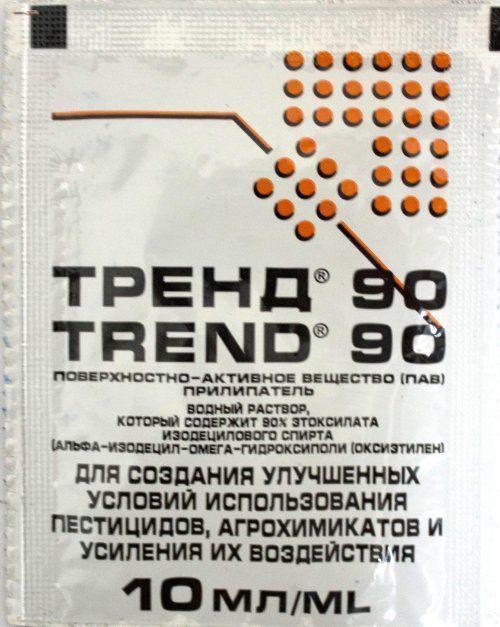 ТРЕНД® 90
TREND® 90
ПОВЕРХНОСТНО-АКТИВНОЕ ВЕЩЕСТВО (ПАВ)
ПРИЛИПАТЕЛЬ
ВОДНЫЙ РАСТВОР,
КОТОРЫЙ СОДЕРЖИТ 90% ЭТОКСИЛАТА
ИЗОДЕЦИЛОВОГО СПИРТА
(АЛЬФА-ИЗОДЕЦИЛ-ОМЕГА-ГИДРОКСИПОЛИ (ОКСИЭТИЛЕН)
ДЛЯ СОЗДАНИЯ УЛУЧШЕННЫХ
УСЛОВИЙ ИСПОЛЬЗОВАНИЯ
ПЕСТИЦИДОВ, АГРОХИМИКАТОВ И
УСИЛЕНИЯ ИХ ВОЗДЕЙСТВИЯ
10 МЛ/ML